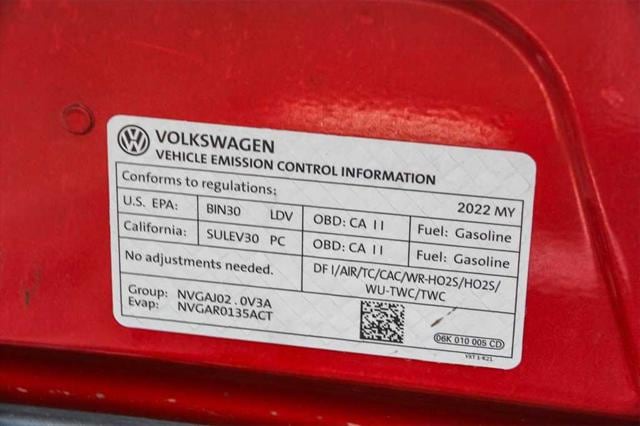 VOLKSWAGEN
VEHICLE EMISSION CONTROL INFORMATION
Conforms to regulations: 2022 MY
U.S. EPA: BIN30 LDV OBD: CA II Fuel: Gasoline
California: SULEV30 PC OBD: CA II Fuel: Gasoline
No adjustments needed. DFI/AIR/TC/CAC/WR-HO2S/HO2S/
WU-TWC/TWC
Group: NVGAJ02.0V3A
Evap: NVGAR0135ACT
06K 010 005 CD